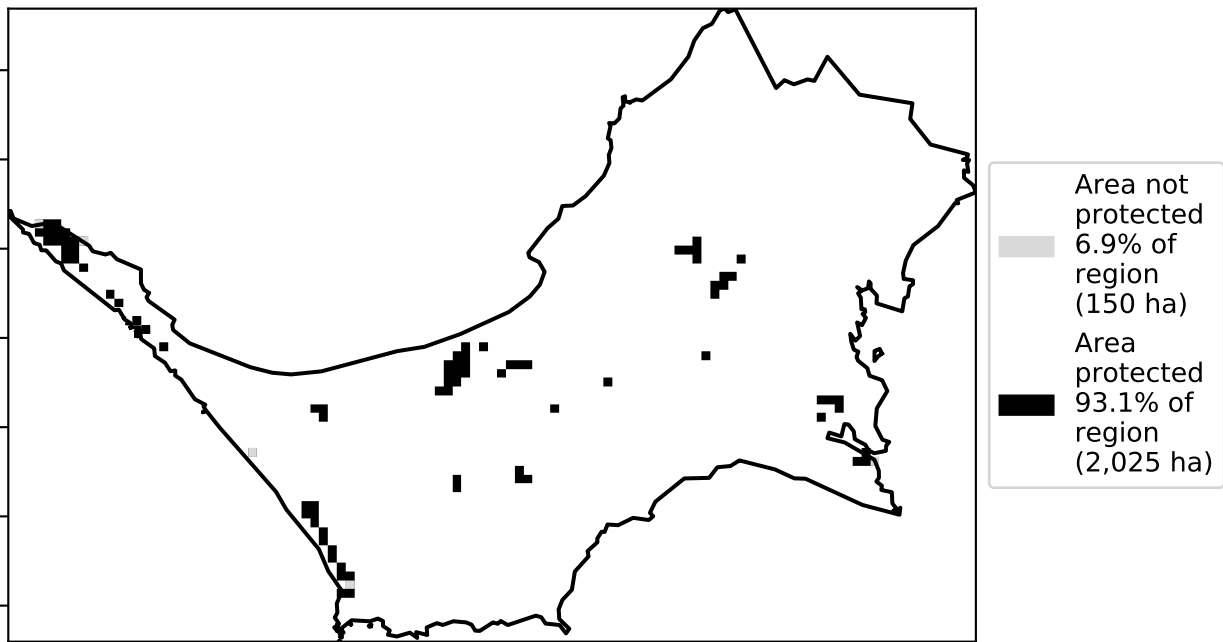 Area not
protected
6.9% of
region
(150 ha)
Area
protected
93.1% of
region
(2,025 ha)